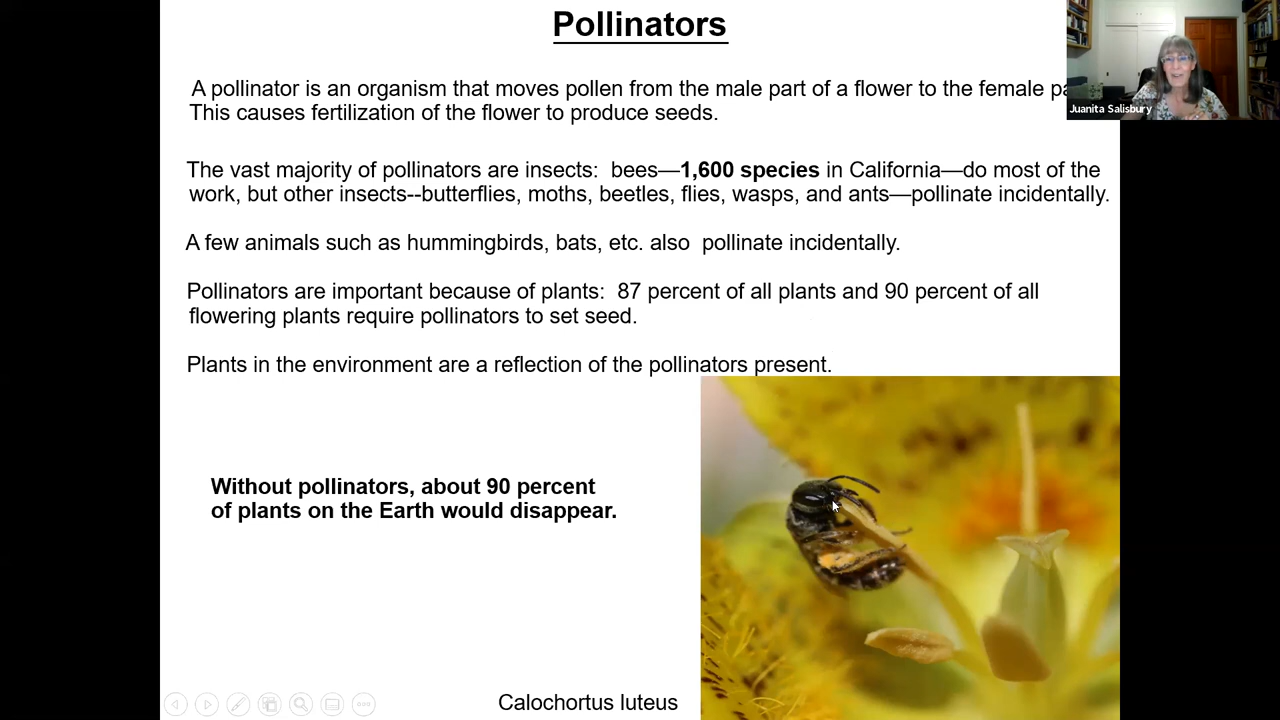 Pollinators
A pollinator is an organism that moves pollen from the male part of a flower to the female
Juanita Salisbury
This causes fertilization of the flower to produce seeds.
The vast majority of pollinators are insects:  bees—1,600 species in California—do most of the
work, but other insects--butterflies, moths, beetles, flies, wasps, and ants—pollinate incidentally.
A few animals such as hummingbirds, bats, etc. also  pollinate incidentally.
Pollinators are important because of plants:  87 percent of all plants and 90 percent of all
flowering plants require pollinators to set seed.
Plants in the environment are a reflection of the pollinators present.
Without pollinators, about 90 percent
of plants on the Earth would disappear.
Calochortus luteus